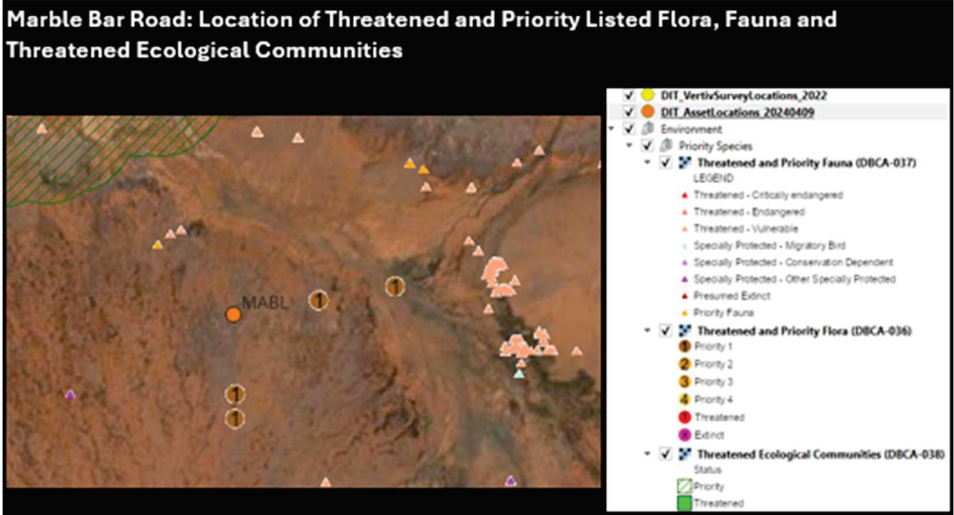 Marble Bar Road: Location of Threatened and Priority Listed Flora, Fauna and
Threatened Ecological Communities
DIT_VertivSurveyLocations_2022
DIT_AssetLocations_20240409
Environment
Priority Species
Threatened and Priority Fauna (DBCA-037)
LEGEND
Threatened - Critically endangered
Threatened - Endangered
Threatened - Vulnerable
Specially Protected - Migratory Bird
Specially Protected - Conservation Dependent
Specially Protected - Other Specially Protected
Presumed Extinct
Priority Fauna
Threatened and Priority Flora (DBCA-036)
1 Priority 1
2 Priority 2
3 Priority 3
4 Priority 4
Threatened
Extinct
Threatened Ecological Communities (DBCA-038)
Status
Priority
Threatened
MABL
1
1
1
1